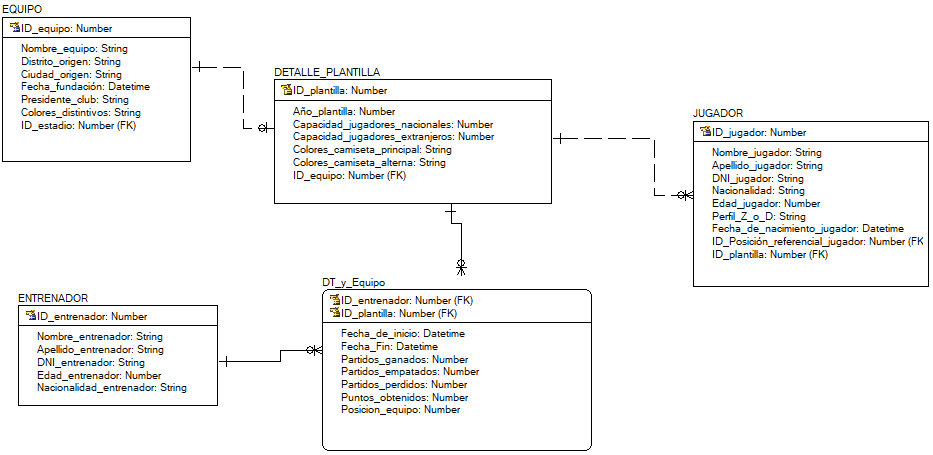 EQUIPO
ID_equipo: Number
Nombre_equipo: String
Distrito_origen: String
Ciudad_origen: String
Fecha_fundación: Datetime
Presidente_club: String
Colores_distintivos: String
ID_estadio: Number (FK)
DETALLE_PLANTILLA
ID_plantilla: Number
Año_plantilla: Number
Capacidad_jugadores_nacionales: Number
Capacidad_jugadores_extranjeros: Number
Colores_camiseta_principal: String
Colores_camiseta_alterna: String
ID_equipo: Number (FK)
JUGADOR
ID_jugador: Number
Nombre_jugador: String
Apellido_jugador: String
DNI_jugador: String
Nacionalidad: String
Edad_jugador: Number
Perfil_Z_o_D: String
Fecha_de_nacimiento_jugador: Datetime
ID_Posición_referencial_jugador: Number (FK
ID_plantilla: Number (FK)
ENTRENADOR
ID_entrenador: Number
Nombre_entrenador: String
Apellido_entrenador: String
DNI_entrenador: String
Edad_entrenador: Number
Nacionalidad_entrenador: String
DT_y_Equipo
ID_entrenador: Number (FK)
ID_plantilla: Number (FK)
Fecha_de_inicio: Datetime
Fecha_Fin: Datetime
Partidos_ganados: Number
Partidos_empatados: Number
Partidos_perdidos: Number
Puntos_obtenidos: Number
Posicion_equipo: Number